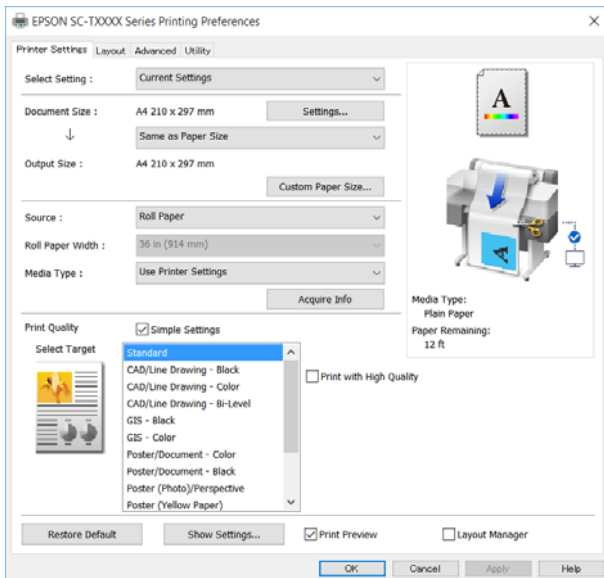 EPSON SC-TXXXX Series Printing Preferences
Printer Settings Layout Advanced Utility
Select Setting : Current Settings
Document Size : A4 210 x 297 mm Settings...
Same as Paper Size
Output Size : A4 210 x 297 mm
Custom Paper Size...
Source : Roll Paper
Roll Paper Width : 36 in (914 mm)
Media Type : Use Printer Settings
Acquire Info
A
Media Type:
Plain Paper
Paper Remaining:
12 ft
Print Quality Simple Settings
Select Target
Standard
CAD/Line Drawing - Black
CAD/Line Drawing - Color
CAD/Line Drawing - Bi-Level
GIS - Black
GIS - Color
Poster/Document - Color
Poster/Document - Black
Poster (Photo)/Perspective
Poster (Yellow Paper)
Print with High Quality
Restore Default Show Settings... Print Preview Layout Manager
OK Cancel Apply Help